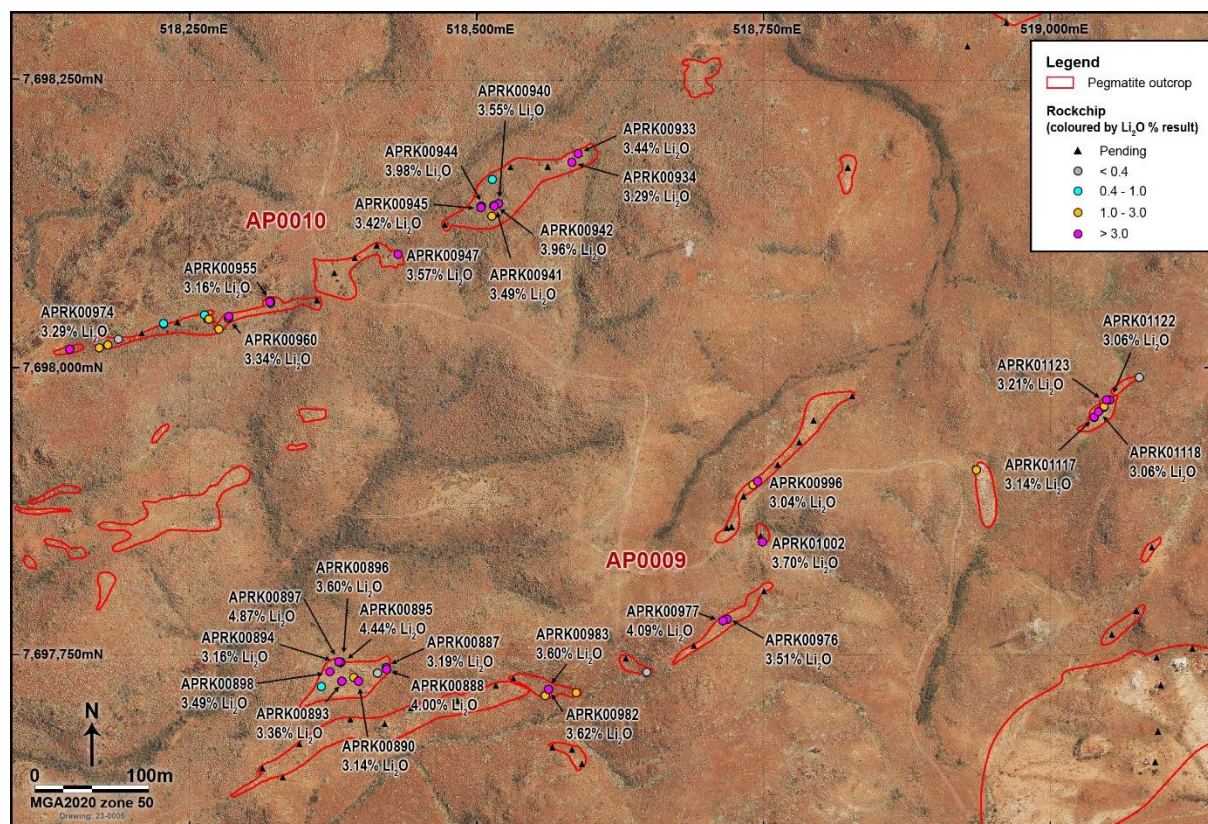 518,250mE
518,500mE
518,750mE
519,000mE
7,698,250mN
7,698,000mN
7,697,750mN
Legend
Pegmatite outcrop
Rockchip
(coloured by Li₂O % result)
Pending
< 0.4
0.4 - 1.0
1.0 - 3.0
> 3.0
APRK00940
3.55% Li₂O
APRK00933
3.44% Li₂O
APRK00944
3.98% Li₂O
APRK00934
3.29% Li₂O
APRK00945
3.42% Li₂O
AP0010
APRK00942
3.96% Li₂O
APRK00947
3.57% Li₂O
APRK00941
3.49% Li₂O
APRK00955
3.16% Li₂O
APRK00974
3.29% Li₂O
APRK00960
3.34% Li₂O
APRK01122
3.06% Li₂O
APRK01123
3.21% Li₂O
APRK01118
3.06% Li₂O
APRK01117
3.14% Li₂O
APRK00996
3.04% Li₂O
APRK01002
3.70% Li₂O
AP0009
APRK00896
3.60% Li₂O
APRK00897
4.87% Li₂O
APRK00895
4.44% Li₂O
APRK00894
3.16% Li₂O
APRK00887
3.19% Li₂O
APRK00983
3.60% Li₂O
APRK00977
4.09% Li₂O
APRK00976
3.51% Li₂O
APRK00898
3.49% Li₂O
APRK00888
4.00% Li₂O
APRK00893
3.36% Li₂O
APRK00982
3.62% Li₂O
APRK00890
3.14% Li₂O
N
0 100m
MGA2020 zone 50
Drawing: 23-0006